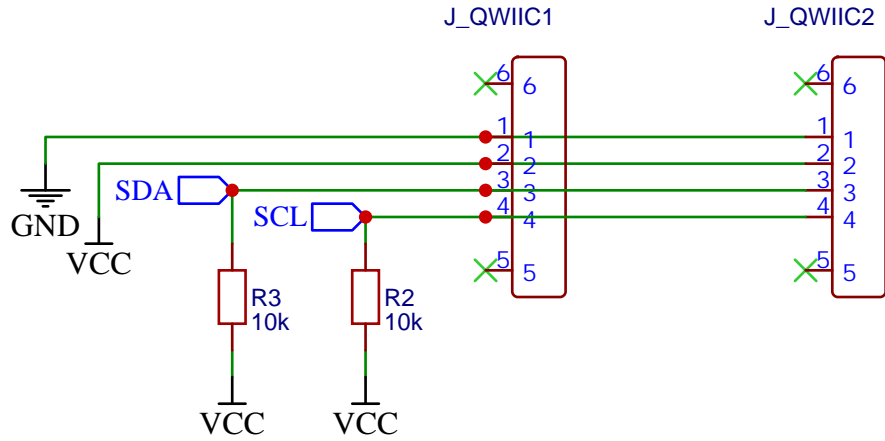 J_QWIIC1
J_QWIIC2
6 6
6 6
1 1
1 1
2 2
2 2
3 3
3 3
4 4
4 4
5 5
5 5
SDA
SCL
GND
VCC
R3
10k
R2
10k
VCC
VCC